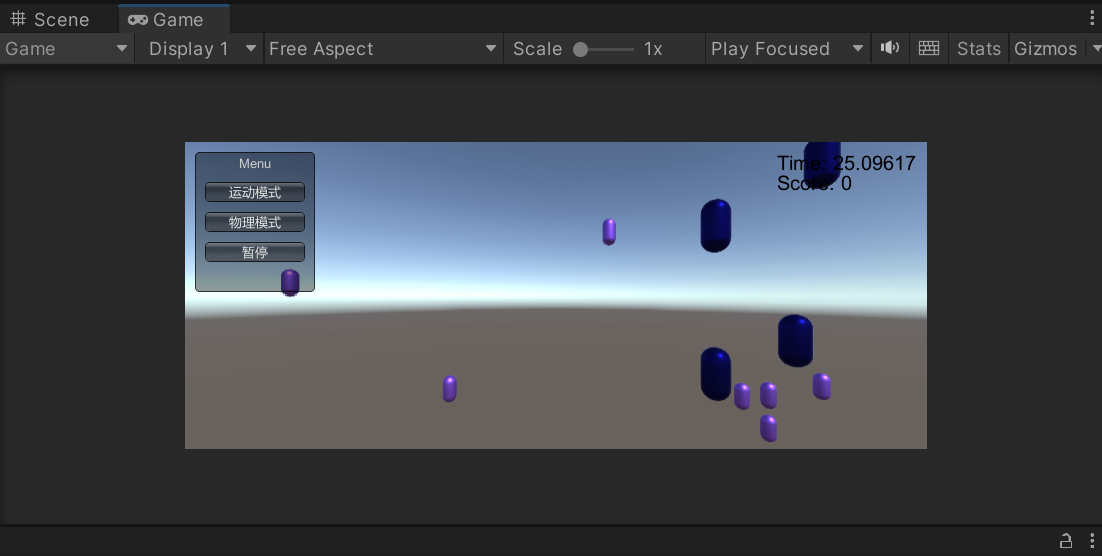 Scene
Game
Game
Display 1
Free Aspect
Scale
1x
Play Focused
Stats
Gizmos
Menu
运动模式
物理模式
暂停
Time: 25.09617
Score: 0